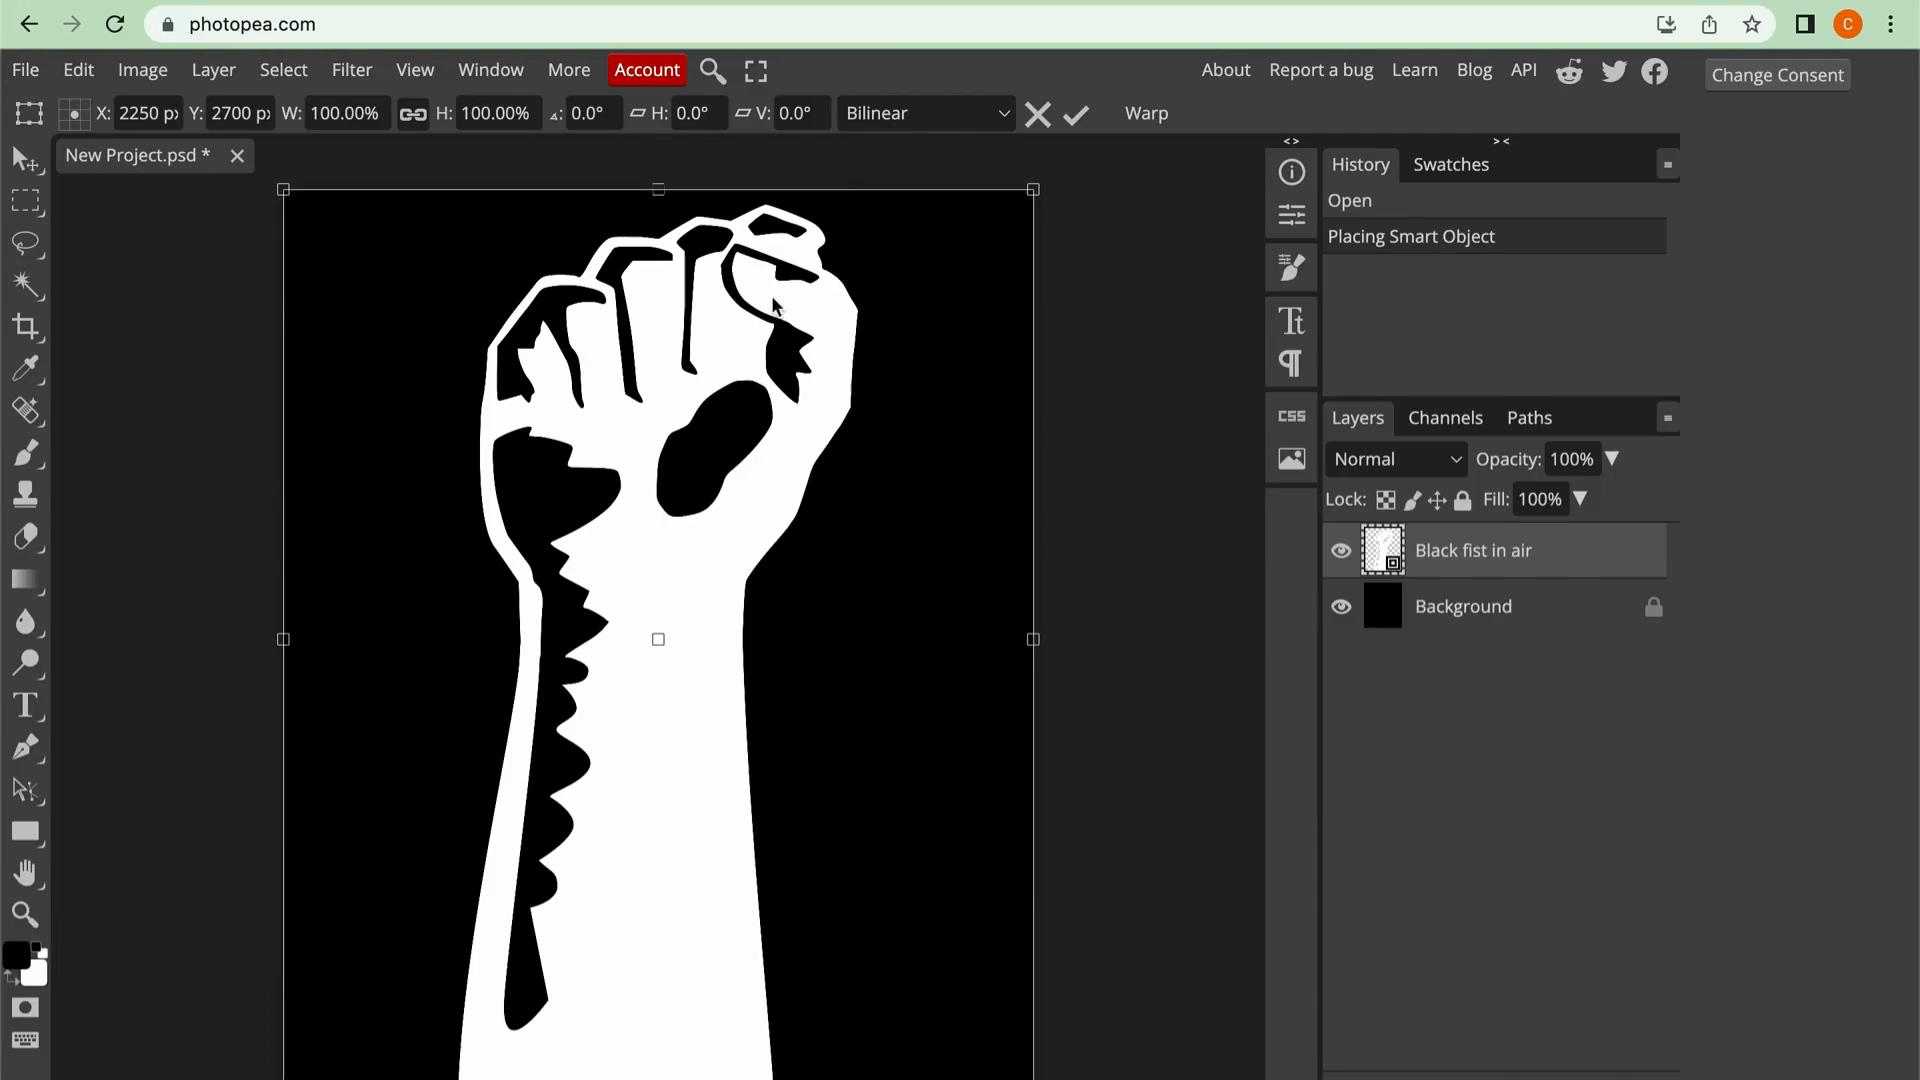 photopea.com
C
File Edit Image Layer Select Filter View Window More Account
About Report a bug Learn Blog API
Change Consent
X: 2250 px Y: 2700 px W: 100.00% H: 100.00% 0.0° H: 0.0° V: 0.0° Bilinear Warp
New Project.psd *
< > > <
History Swatches
Open
Placing Smart Object
Tt
¶
CSS
Layers Channels Paths
Normal Opacity: 100%
Lock: Fill: 100%
Black fist in air
Background
T